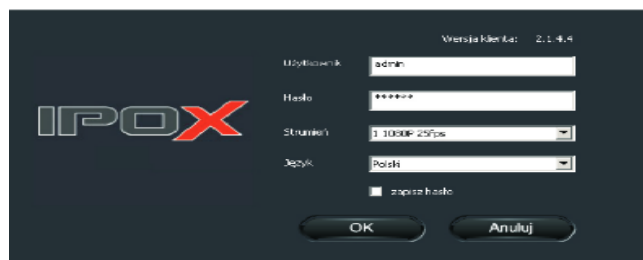 Wersja klienta: 2.1.4.4
Użytkownik admin
IPOX
Hasło ******
Strumień 1 1080P 25fps
Język Polski
zapisz hasło
OK Anuluj